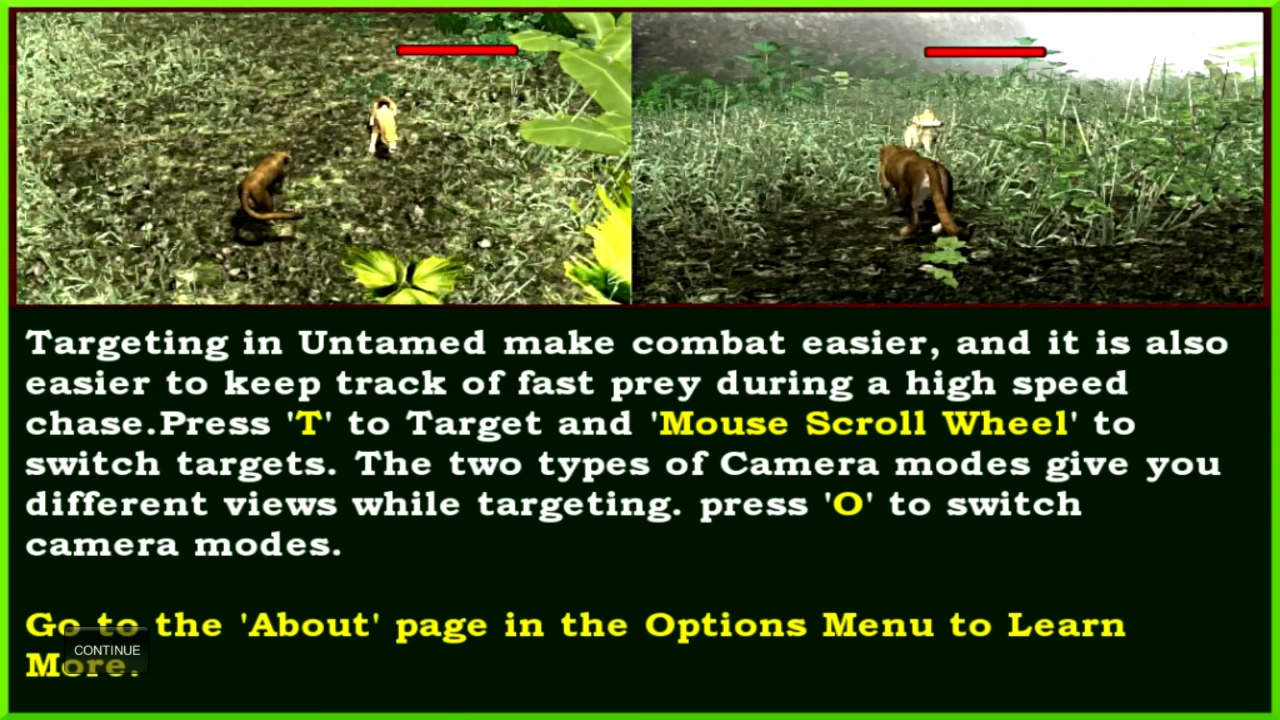 Targeting in Untamed make combat easier, and it is also
easier to keep track of fast prey during a high speed
chase.Press 'T' to Target and 'Mouse Scroll Wheel' to
switch targets. The two types of Camera modes give you
different views while targeting. press 'O' to switch
camera modes.
Go to the 'About' page in the Options Menu to Learn
More.
CONTINUE